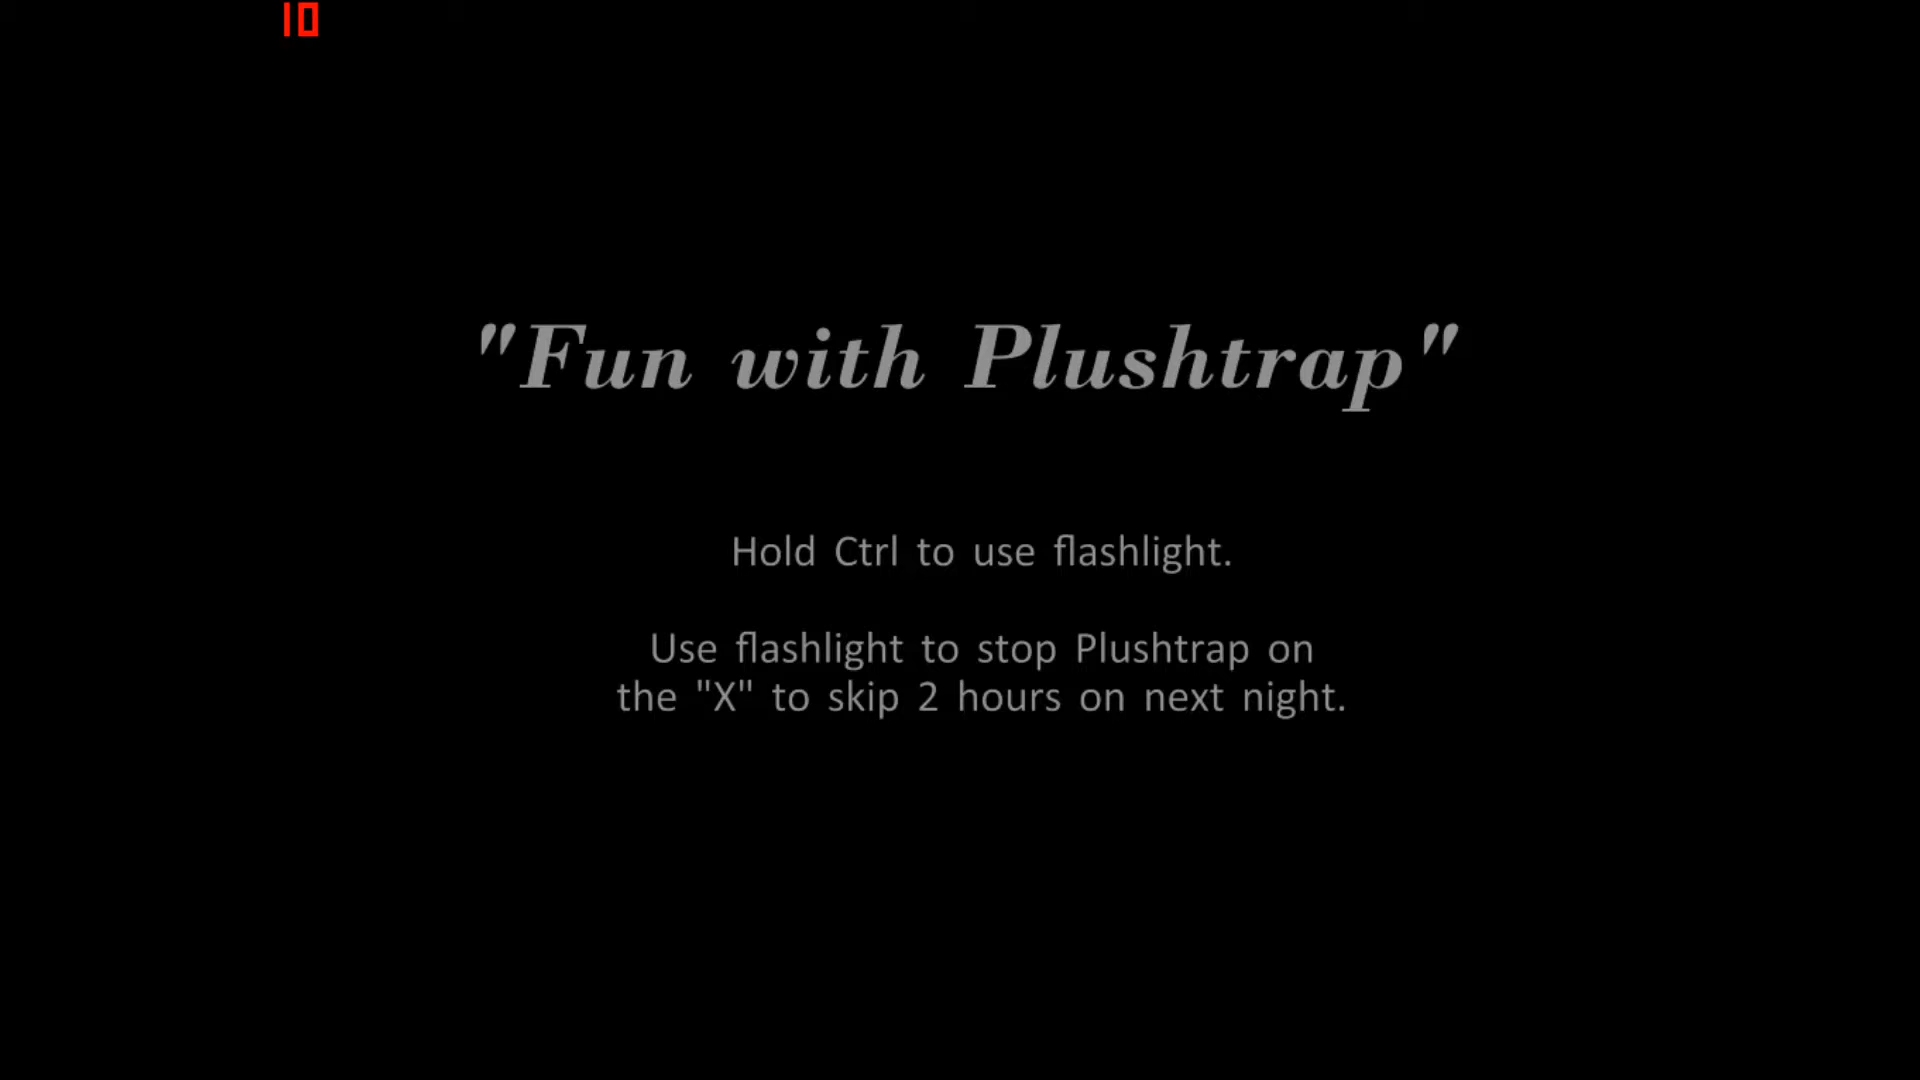 10
"Fun with Plushtrap"
Hold Ctrl to use flashlight.
Use flashlight to stop Plushtrap on
the "X" to skip 2 hours on next night.